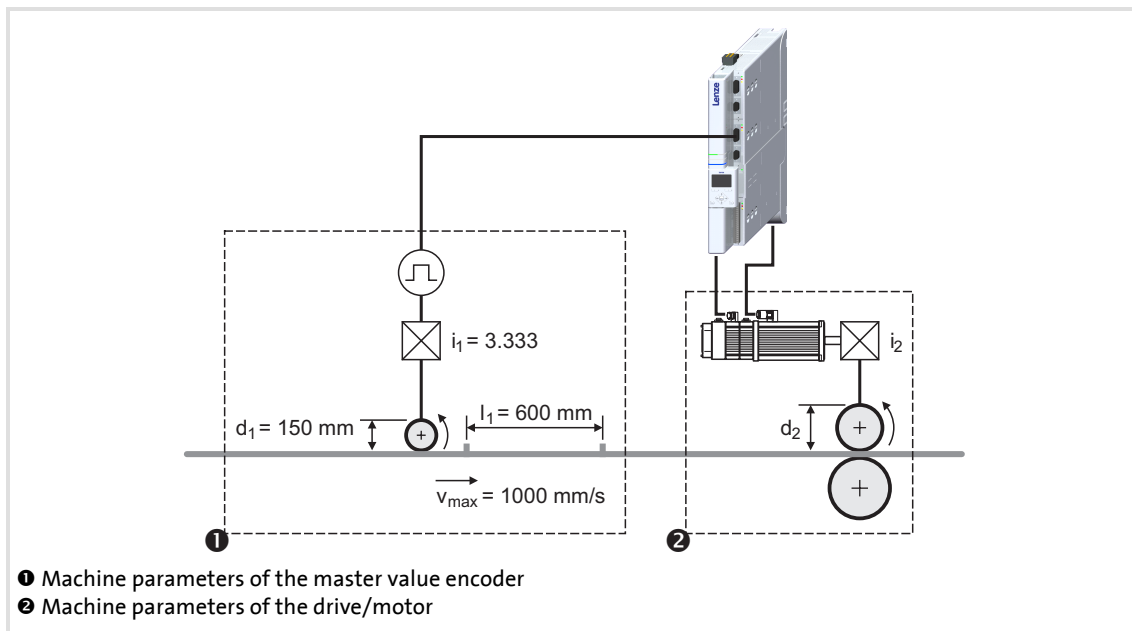 Lenze
i₁ = 3.333
i₂
d₁ = 150 mm
l₁ = 600 mm
d₂
vₘₐₓ = 1000 mm/s
❶
❷
❶ Machine parameters of the master value encoder
❷ Machine parameters of the drive/motor